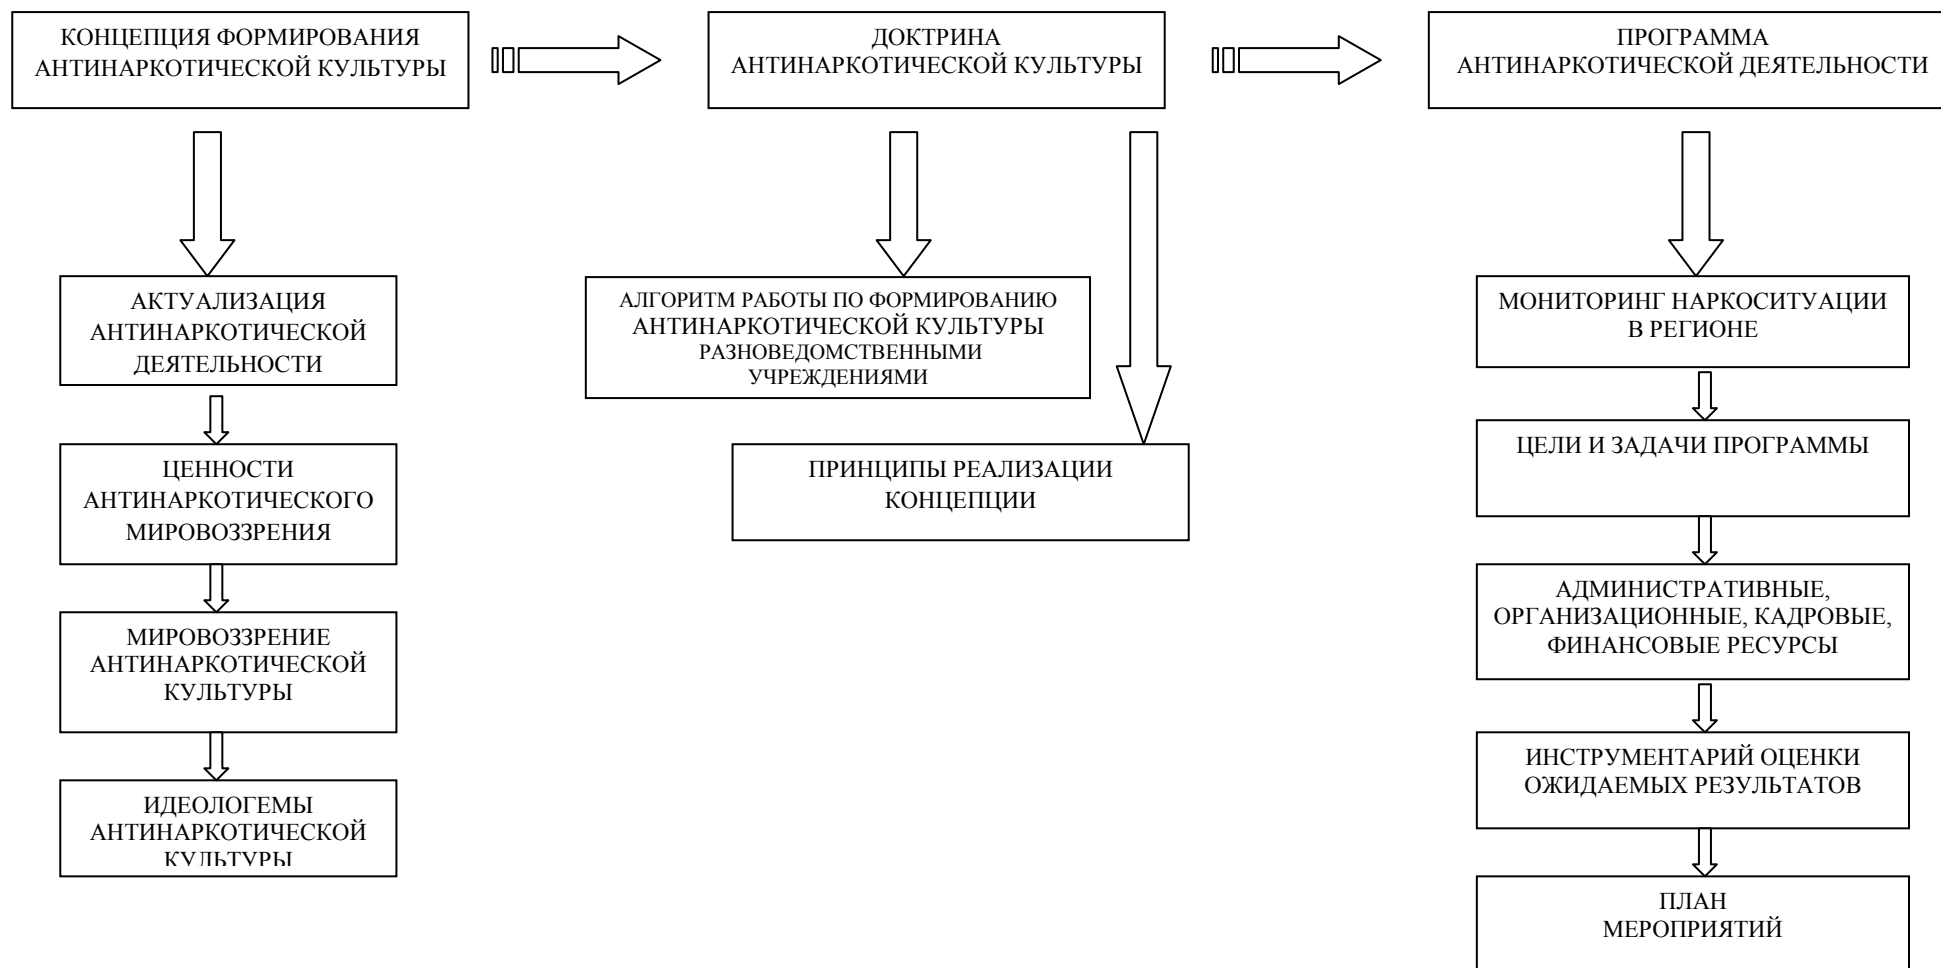 КОНЦЕПЦИЯ ФОРМИРОВАНИЯ
АНТИНАРКОТИЧЕСКОЙ КУЛЬТУРЫ
ДОКТРИНА
АНТИНАРКОТИЧЕСКОЙ КУЛЬТУРЫ
ПРОГРАММА
АНТИНАРКОТИЧЕСКОЙ ДЕЯТЕЛЬНОСТИ
АКТУАЛИЗАЦИЯ
АНТИНАРКОТИЧЕСКОЙ
ДЕЯТЕЛЬНОСТИ
ЦЕННОСТИ
АНТИНАРКОТИЧЕСКОГО
МИРОВОЗЗРЕНИЯ
МИРОВОЗЗРЕНИЕ
АНТИНАРКОТИЧЕСКОЙ
КУЛЬТУРЫ
ИДЕОЛОГЕМЫ
АНТИНАРКОТИЧЕСКОЙ
КУЛЬТУРЫ
АЛГОРИТМ РАБОТЫ ПО ФОРМИРОВАНИЮ
АНТИНАРКОТИЧЕСКОЙ КУЛЬТУРЫ
РАЗНОВЕДОМСТВЕННЫМИ
УЧРЕЖДЕНИЯМИ
ПРИНЦИПЫ РЕАЛИЗАЦИИ
КОНЦЕПЦИИ
МОНИТОРИНГ НАРКОСИТУАЦИИ
В РЕГИОНЕ
ЦЕЛИ И ЗАДАЧИ ПРОГРАММЫ
АДМИНИСТРАТИВНЫЕ,
ОРГАНИЗАЦИОННЫЕ, КАДРОВЫЕ,
ФИНАНСОВЫЕ РЕСУРСЫ
ИНСТРУМЕНТАРИЙ ОЦЕНКИ
ОЖИДАЕМЫХ РЕЗУЛЬТАТОВ
ПЛАН
МЕРОПРИЯТИЙ